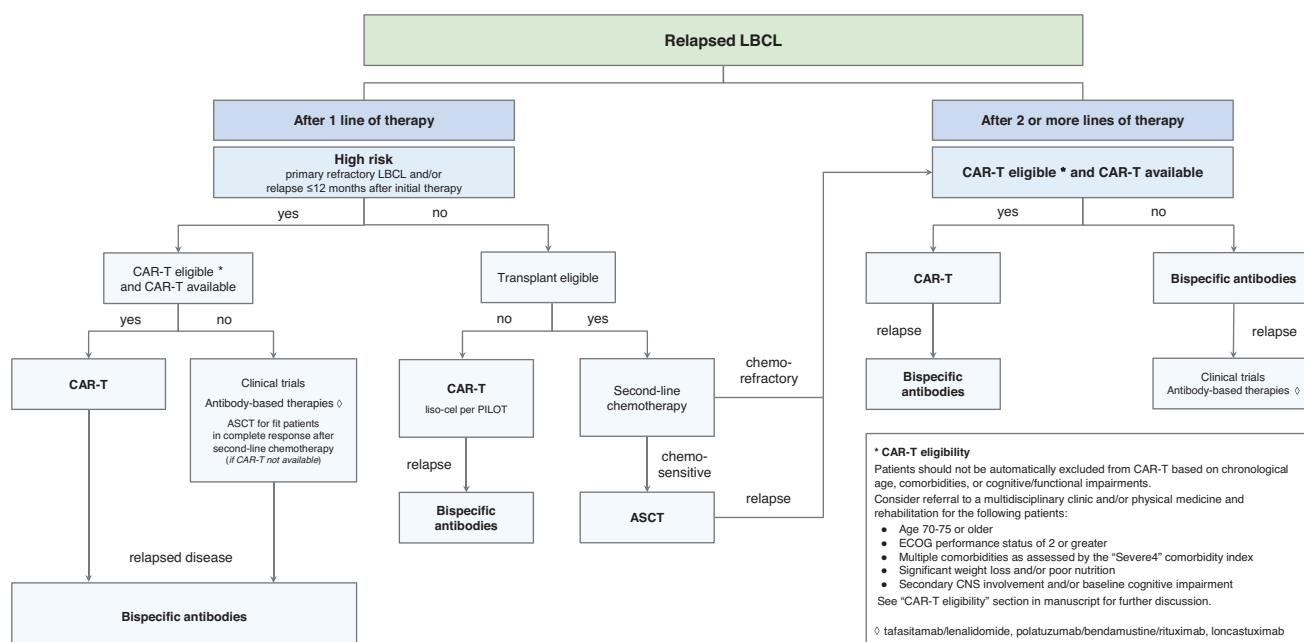 Relapsed LBCL
After 1 line of therapy
After 2 or more lines of therapy
High risk
primary refractory LBCL and/or
relapse ≤12 months after initial therapy
CAR-T eligible * and CAR-T available
yes
no
yes
no
CAR-T eligible *
and CAR-T available
Transplant eligible
CAR-T
Bispecific antibodies
yes
no
no
yes
relapse
relapse
CAR-T
Clinical trials
Antibody-based therapies ◊
ASCT for fit patients
in complete response after
second-line chemotherapy
(if CAR-T not available)
CAR-T
liso-cel per PILOT
Second-line
chemotherapy
chemo-
refractory
Bispecific
antibodies
Clinical trials
Antibody-based therapies ◊
relapse
chemo-
sensitive
Bispecific
antibodies
ASCT
relapse
relapsed disease
Bispecific antibodies
* CAR-T eligibility
Patients should not be automatically excluded from CAR-T based on chronological
age, comorbidities, or cognitive/functional impairments.
Consider referral to a multidisciplinary clinic and/or physical medicine and
rehabilitation for the following patients:
● Age 70-75 or older
● ECOG performance status of 2 or greater
● Multiple comorbidities as assessed by the “Severe4” comorbidity index
● Significant weight loss and/or poor nutrition
● Secondary CNS involvement and/or baseline cognitive impairment
See “CAR-T eligibility” section in manuscript for further discussion.
◊ tafasitamab/lenalidomide, polatuzumab/bendamustine/rituximab, loncastuximab